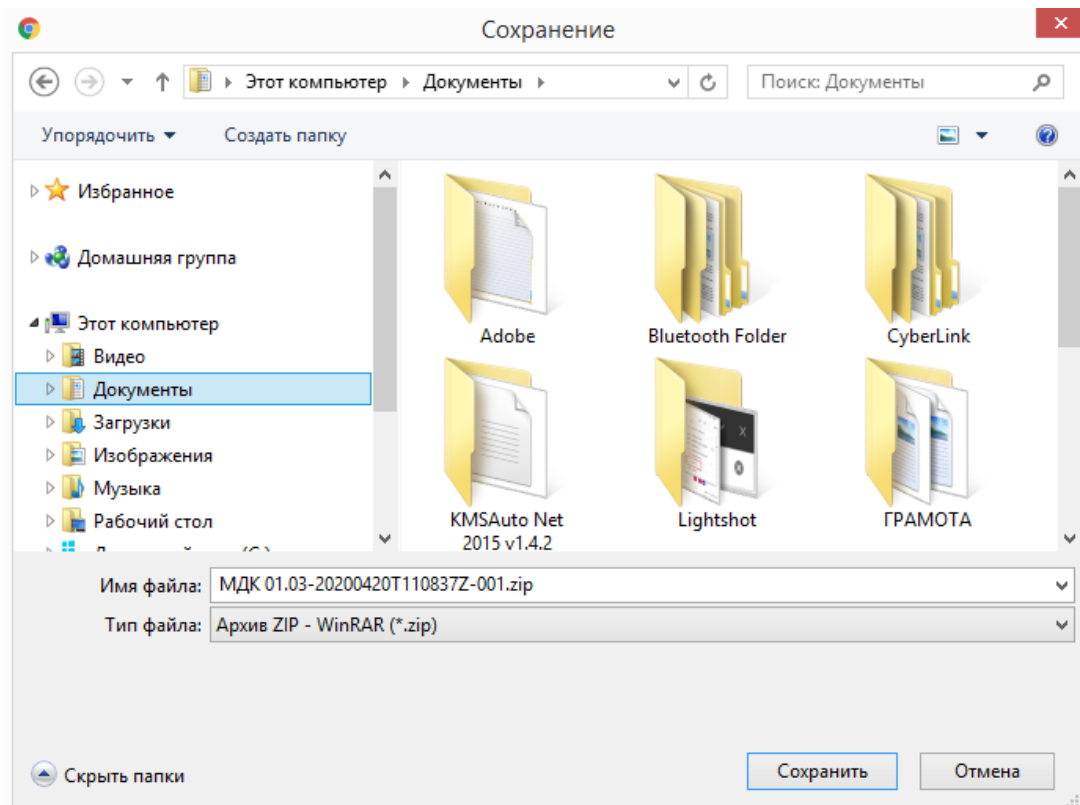 Сохранение
Этот компьютер
Документы
Поиск: Документы
Упорядочить
Создать папку
Избранное
Домашняя группа
Этот компьютер
Видео
Документы
Загрузки
Изображения
Музыка
Рабочий стол
Adobe
Bluetooth Folder
CyberLink
KMSAuto Net
2015 v1.4.2
Lightshot
ГРАМОТА
Имя файла: МДК 01.03-20200420T110837Z-001.zip
Тип файла: Архив ZIP - WinRAR (*.zip)
Скрыть папки
Сохранить
Отмена